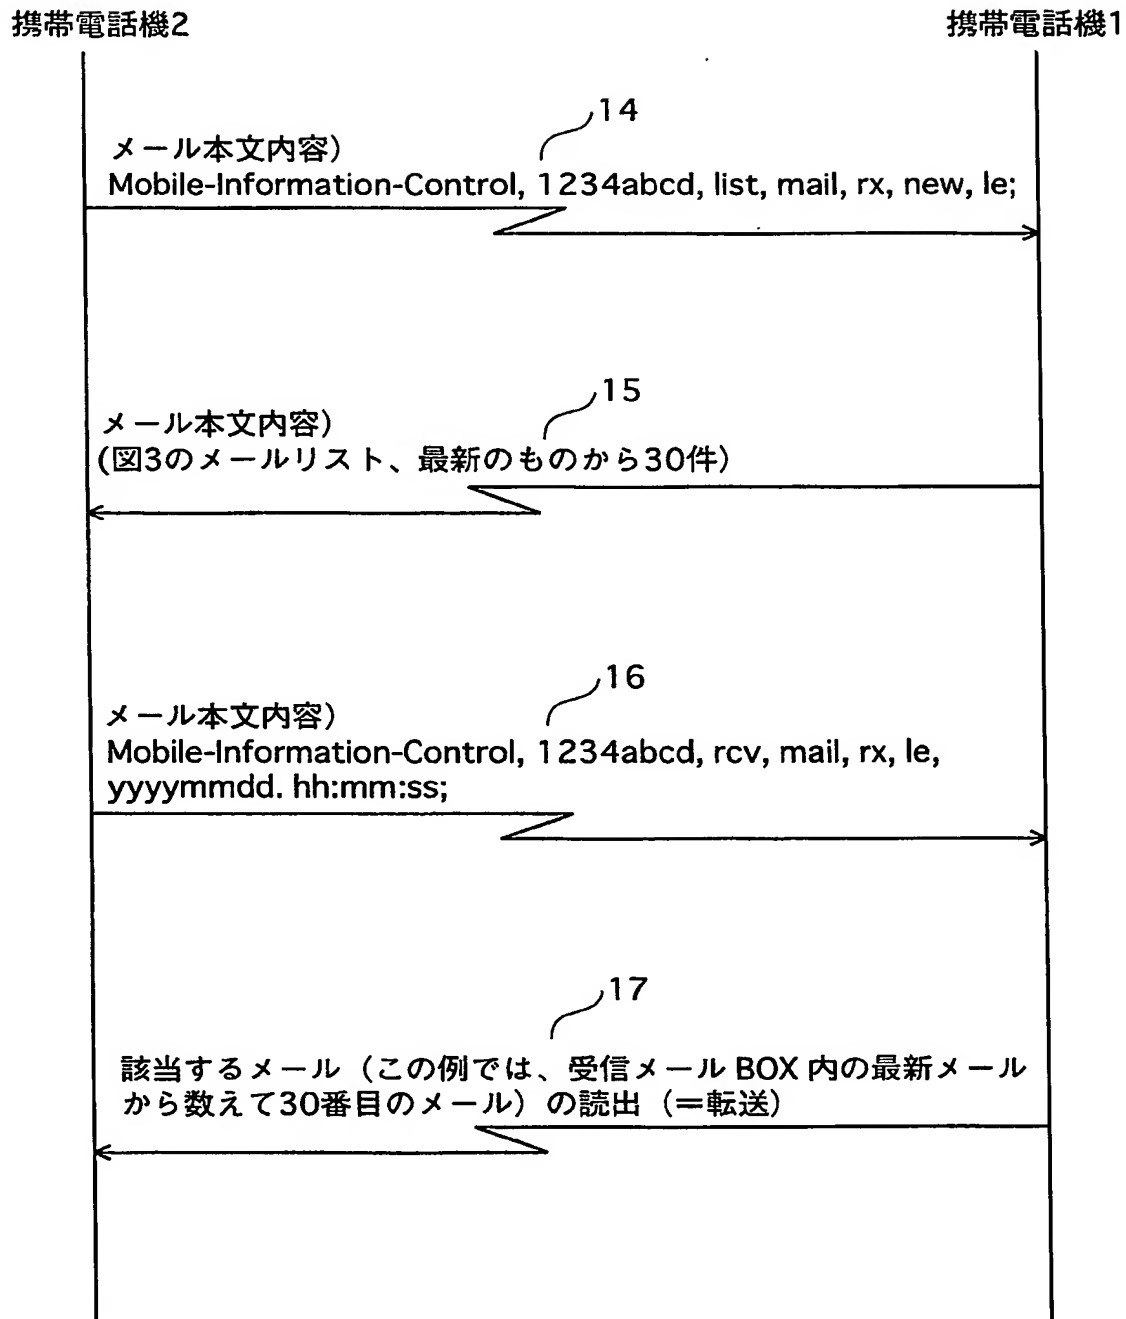 携帯電話機2
携帯電話機1
14
メール本文内容)
Mobile-Information-Control, 1234abcd, list, mail, rx, new, le;
15
メール本文内容)
(図3のメールリスト、最新のものから30件)
16
メール本文内容)
Mobile-Information-Control, 1234abcd, rcv, mail, rx, le,
yyyymmdd. hh:mm:ss;
17
該当するメール(この例では、受信メール BOX 内の最新メール
から数えて30番目のメール)の読出(=転送)